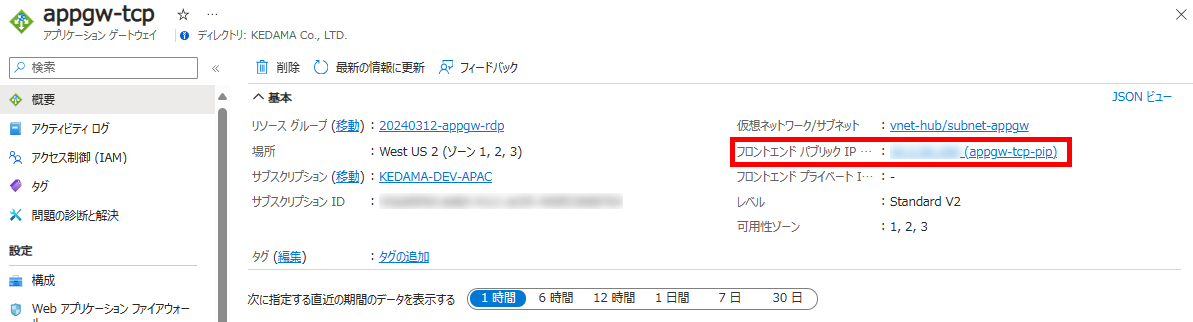 appgw-tcp
アプリケーション ゲートウェイ
ディレクトリ: KEDAMA Co., LTD.
検索
削除 最新の情報に更新 フィードバック
概要
アクティビティ ログ
アクセス制御 (IAM)
タグ
問題の診断と解決
設定
構成
Web アプリケーション ファイアウォー
ル
基本
JSON ビュー
リソース グループ (移動) : 20240312-appgw-rdp
場所 : West US 2 (ゾーン 1, 2, 3)
サブスクリプション (移動) : KEDAMA-DEV-APAC
サブスクリプション ID :
仮想ネットワーク/サブネット : vnet-hub/subnet-appgw
フロントエンド パブリック IP … : (appgw-tcp-pip)
フロントエンド プライベート I… : -
レベル : Standard V2
可用性ゾーン : 1, 2, 3
タグ (編集) : タグの追加
次に指定する直近の期間のデータを表示する 1 時間 6 時間 12 時間 1 日間 7 日 30 日